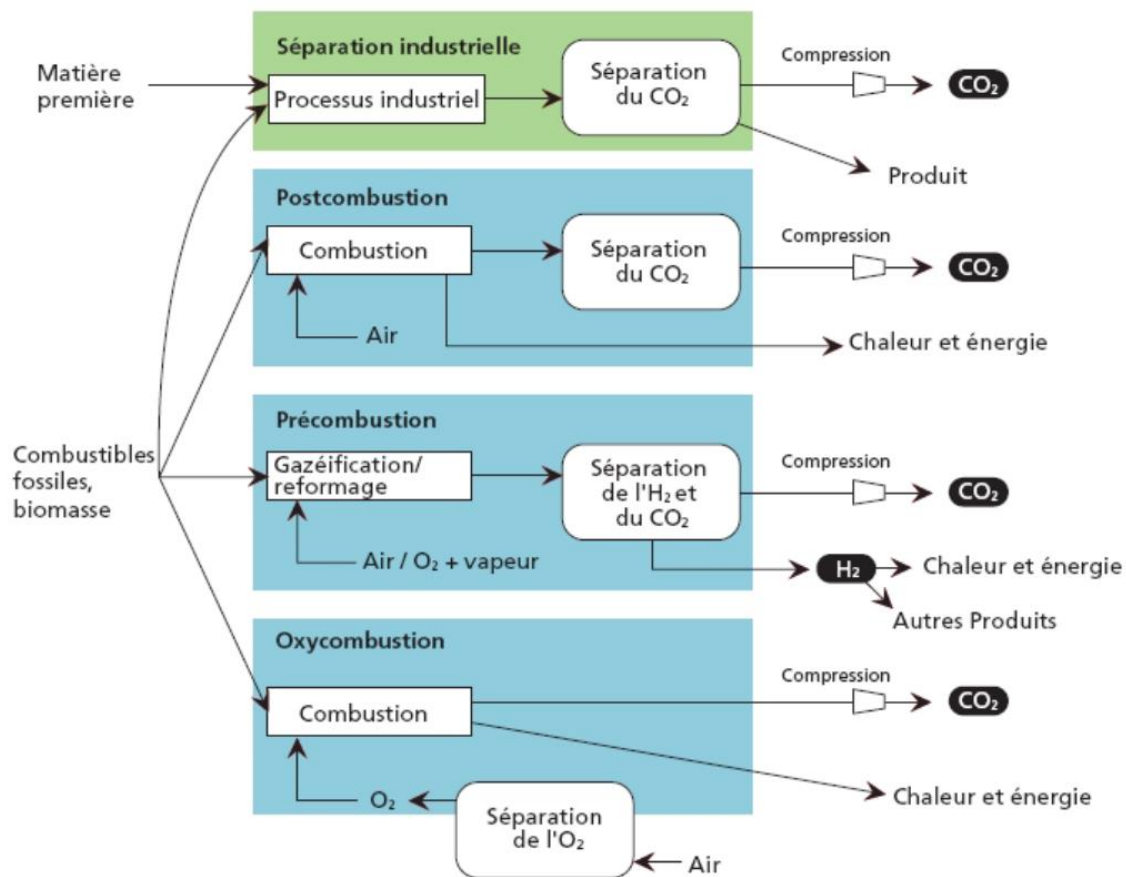 Séparation industrielle
Matière
première
Processus industriel
Séparation
du CO₂
Compression
CO₂
Produit
Postcombustion
Combustion
Séparation
du CO₂
Compression
CO₂
Air
Chaleur et énergie
Combustibles
fossiles,
biomasse
Précombustion
Gazéification/
reformage
Séparation
de l'H₂ et
du CO₂
Compression
CO₂
Air / O₂ + vapeur
H₂
Chaleur et énergie
Autres Produits
Oxycombustion
Combustion
Compression
CO₂
O₂
Séparation
de l'O₂
Chaleur et énergie
Air